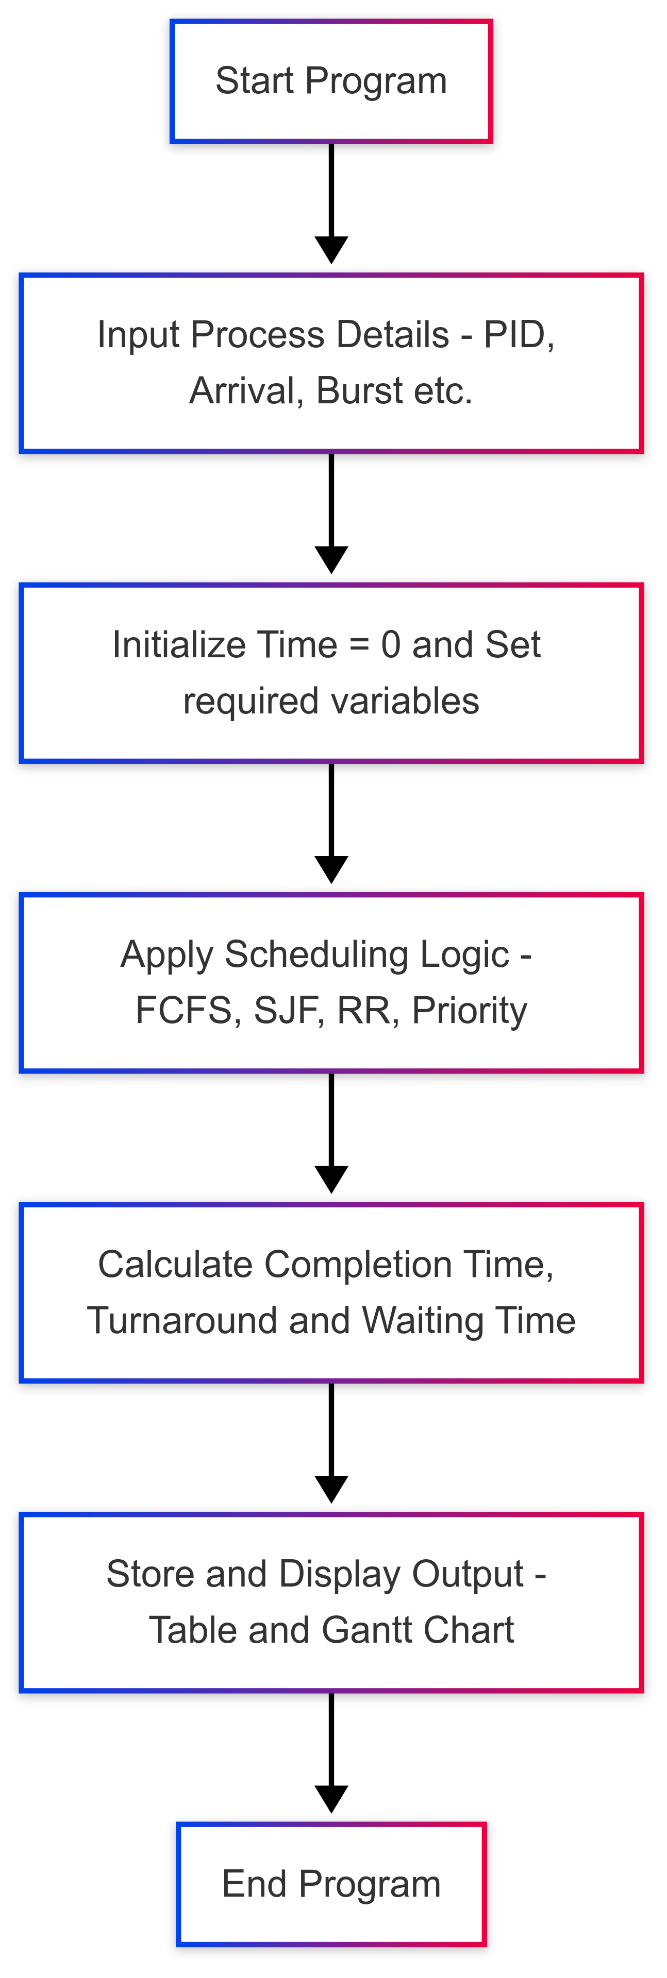 Start Program
Input Process Details - PID,
Arrival, Burst etc.
Initialize Time = 0 and Set
required variables
Apply Scheduling Logic -
FCFS, SJF, RR, Priority
Calculate Completion Time,
Turnaround and Waiting Time
Store and Display Output -
Table and Gantt Chart
End Program